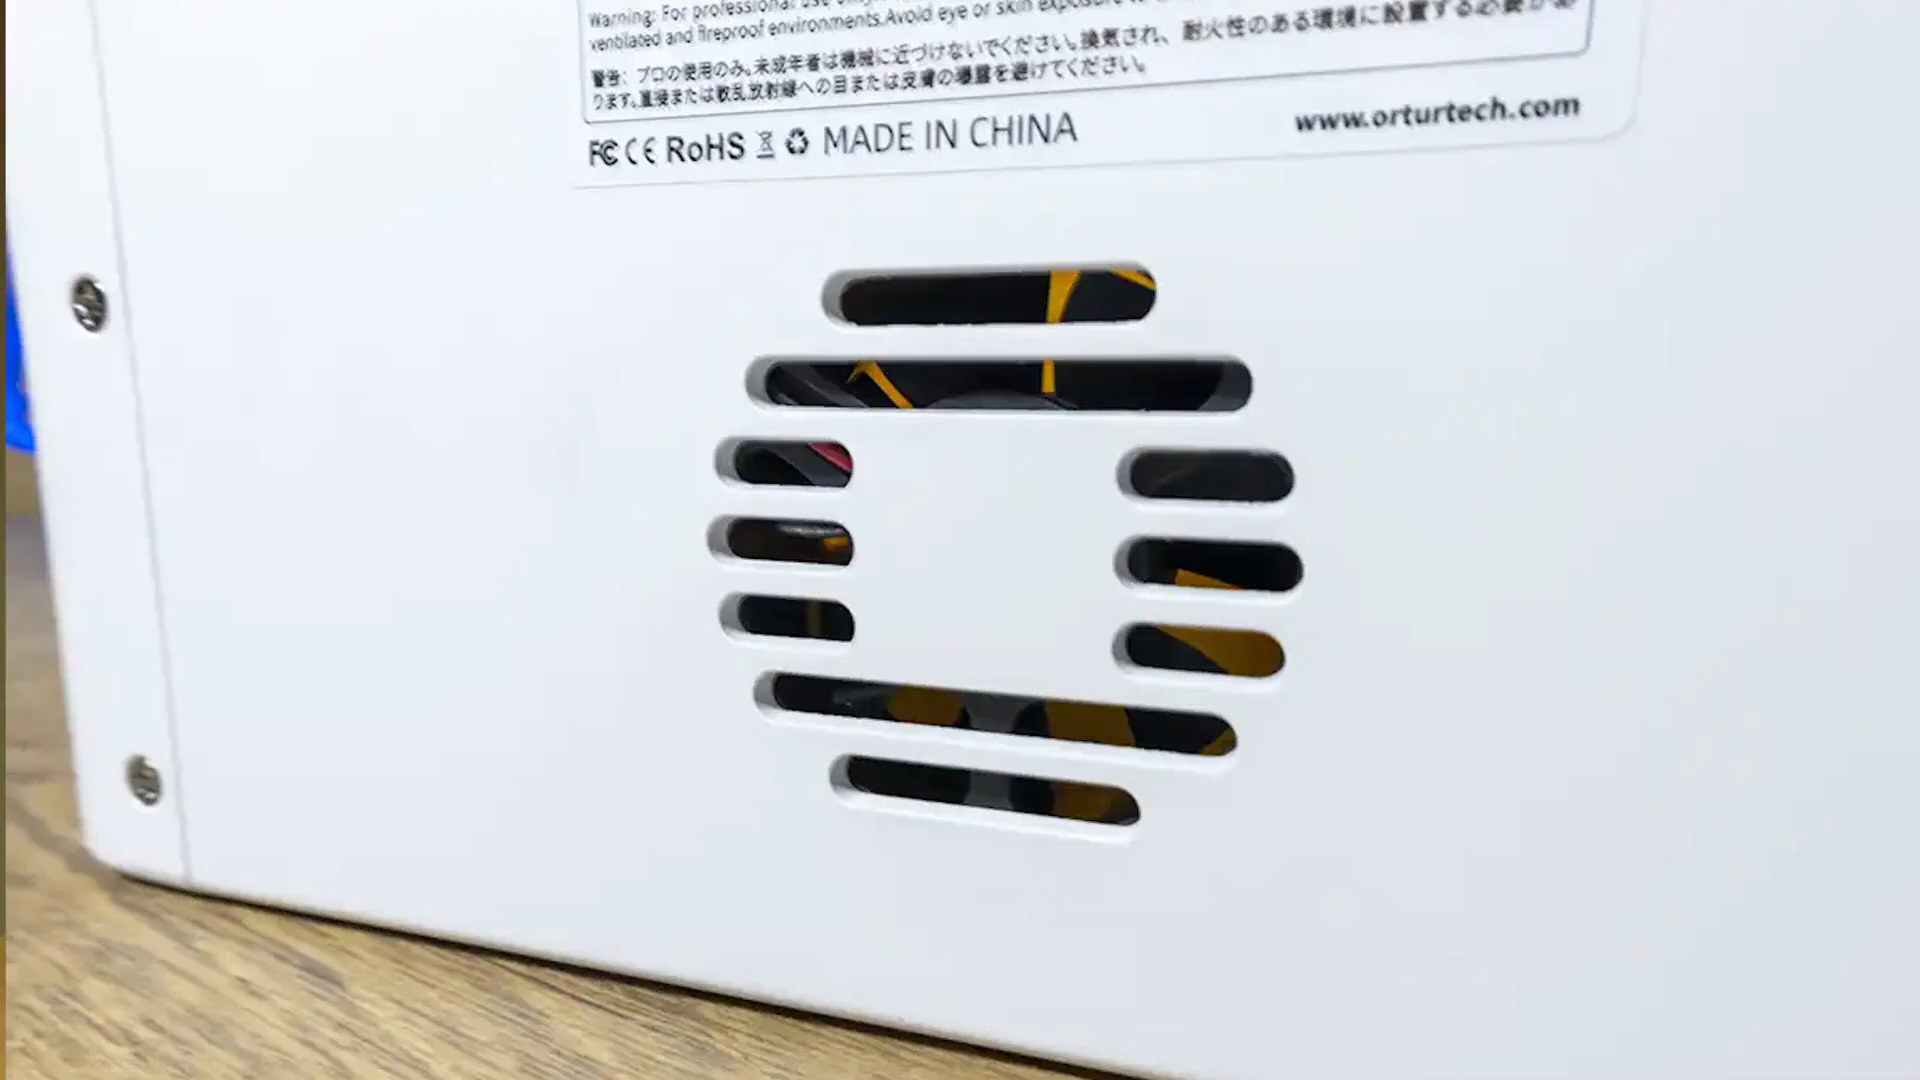 Warning: For professional use only.
ventilated and fireproof environments.Avoid eye or skin exposure to
警告: プロの使用のみ。未成年者は機械に近づけないでください。換気され、耐火性のある環境に設置する必要があ
ります。直接または散乱放射線への目または皮膚の曝露を避けてください。
FC CE RoHS MADE IN CHINA
www.orturtech.com